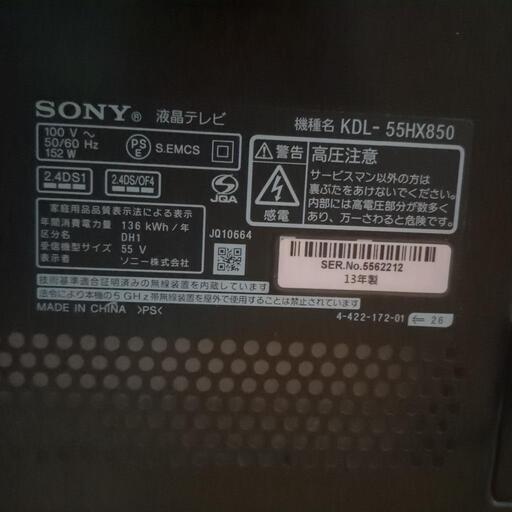 SONY® 液晶テレビ
機種名 KDL- 55HX850
100 V ～
50/60 Hz
152 W
PS
E
S.EMCS
2.4DS1
2.4DS/OF4
JQA
家庭用品品質表示法による表示
年間消費電力量 136 kWh/年
区分名 DH1
受信機型サイズ 55 V
表示者 ソニー株式会社
JQ10664
警告 高圧注意
サービスマン以外の方は
裏ぶたをあけないでください。
内部には高電圧部分が数多く
あり、万一さわると危険です。
SER.No.5562212
13年製
技術基準適合証明済みの無線装置を内蔵しています。
法令により本機の5GHz帯無線装置を屋外で使用することは禁止されています。
MADE IN CHINA >PS<
4-422-172-01
26